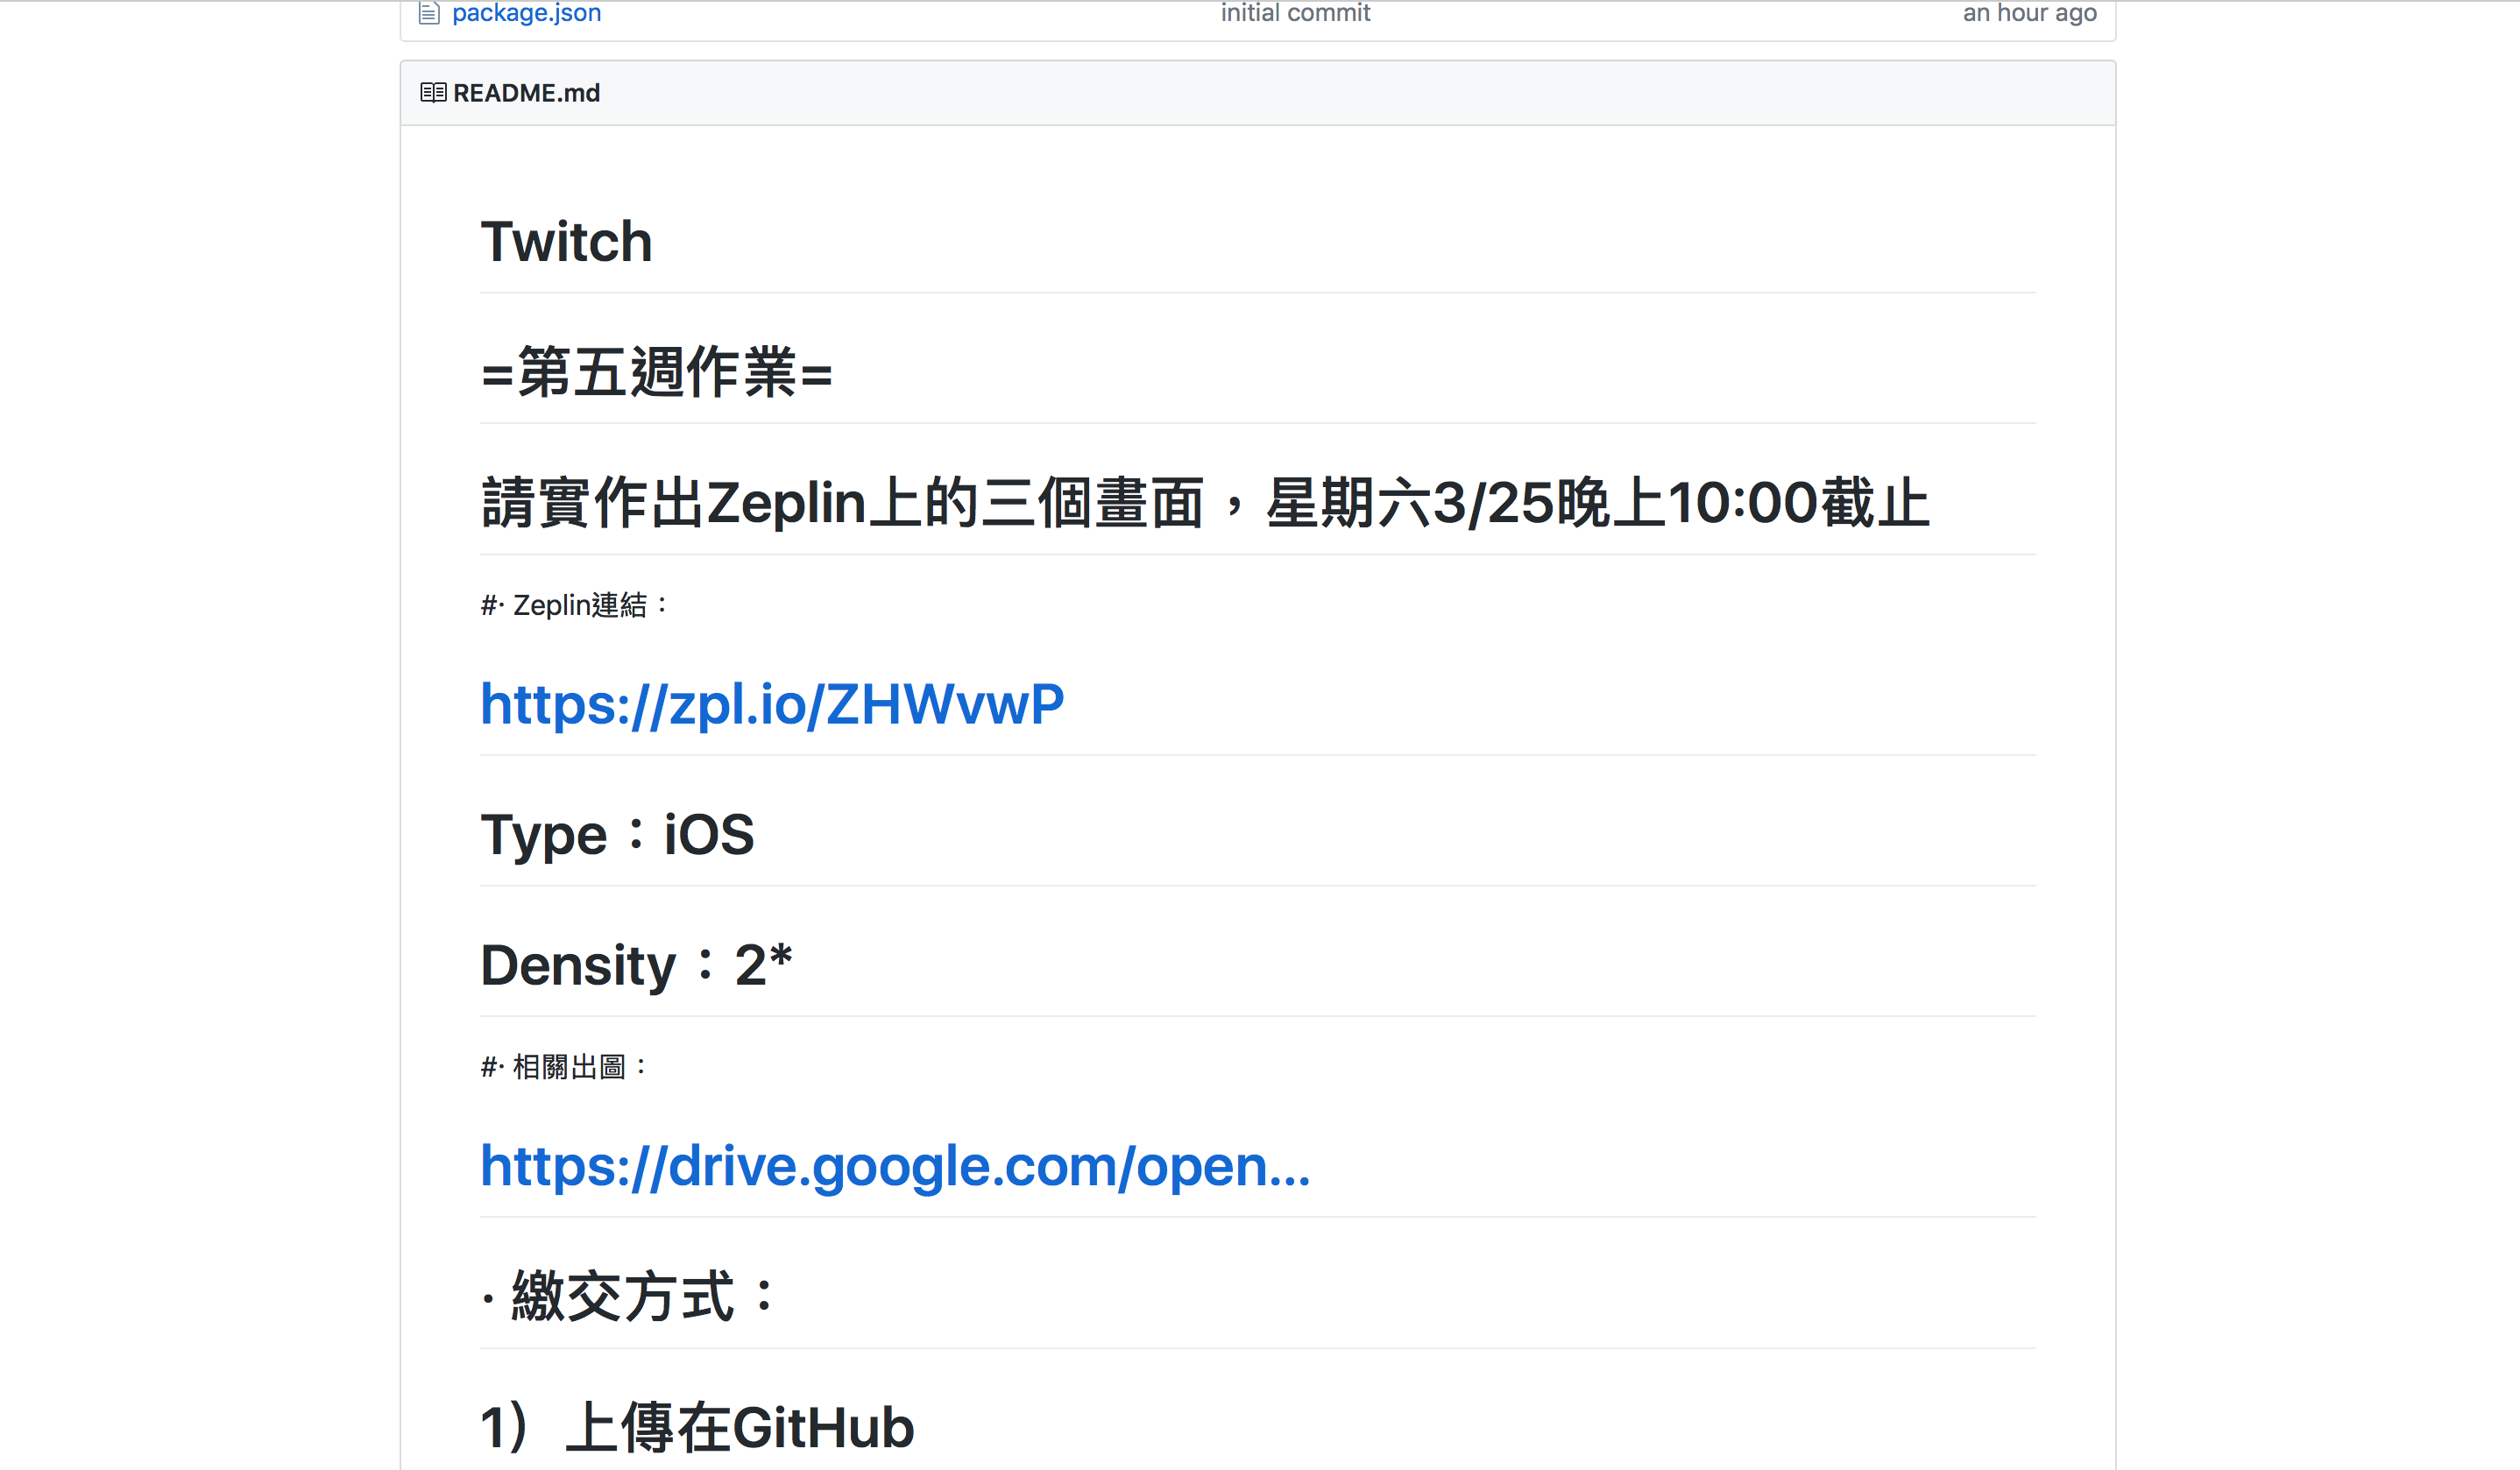 package.json initial commit an hour ago
README.md
Twitch
=第五週作業=
請實作出Zeplin上的三個畫面，星期六3/25晚上10:00截止
#· Zeplin連結：
https://zpl.io/ZHWvwP
Type：iOS
Density：2*
#· 相關出圖：
https://drive.google.com/open...
· 繳交方式：
1） 上傳在GitHub